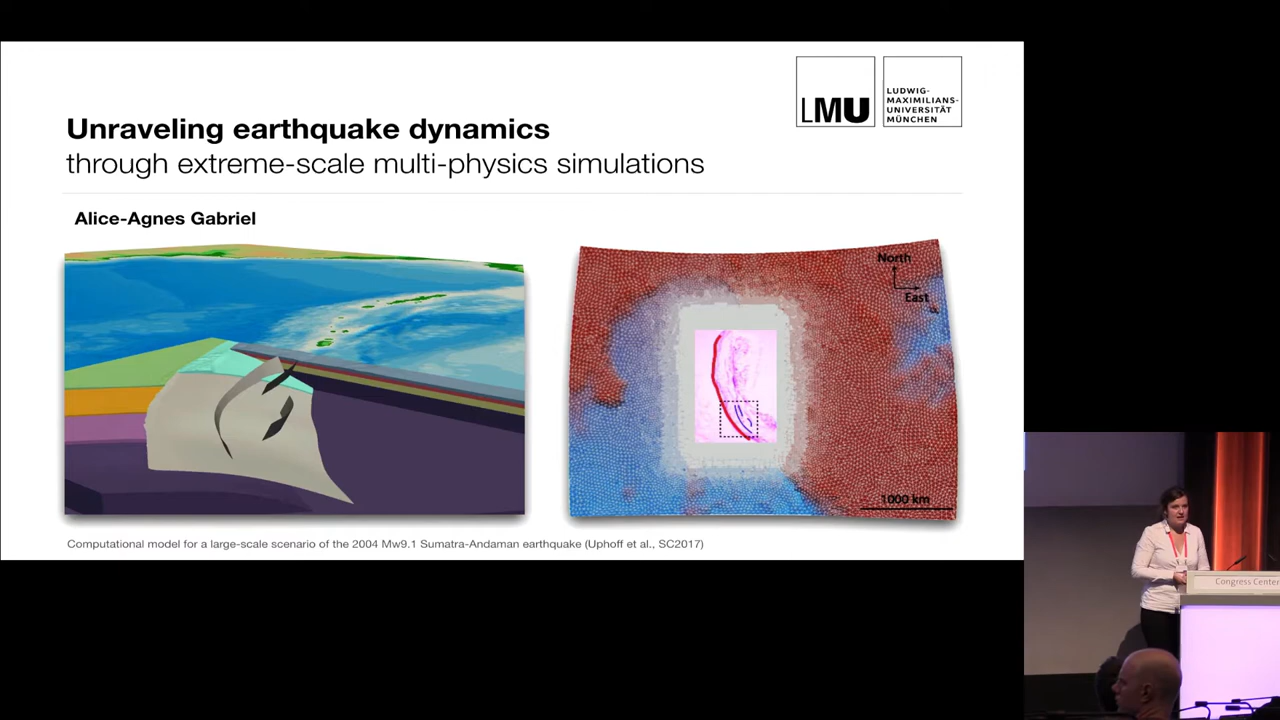 LMU
LUDWIG-
MAXIMILIANS-
UNIVERSITÄT
MÜNCHEN
Unraveling earthquake dynamics
through extreme-scale multi-physics simulations
Alice-Agnes Gabriel
North
East
1000 km
Computational model for a large-scale scenario of the 2004 Mw9.1 Sumatra-Andaman earthquake (Uphoff et al., SC2017)
Congress Center